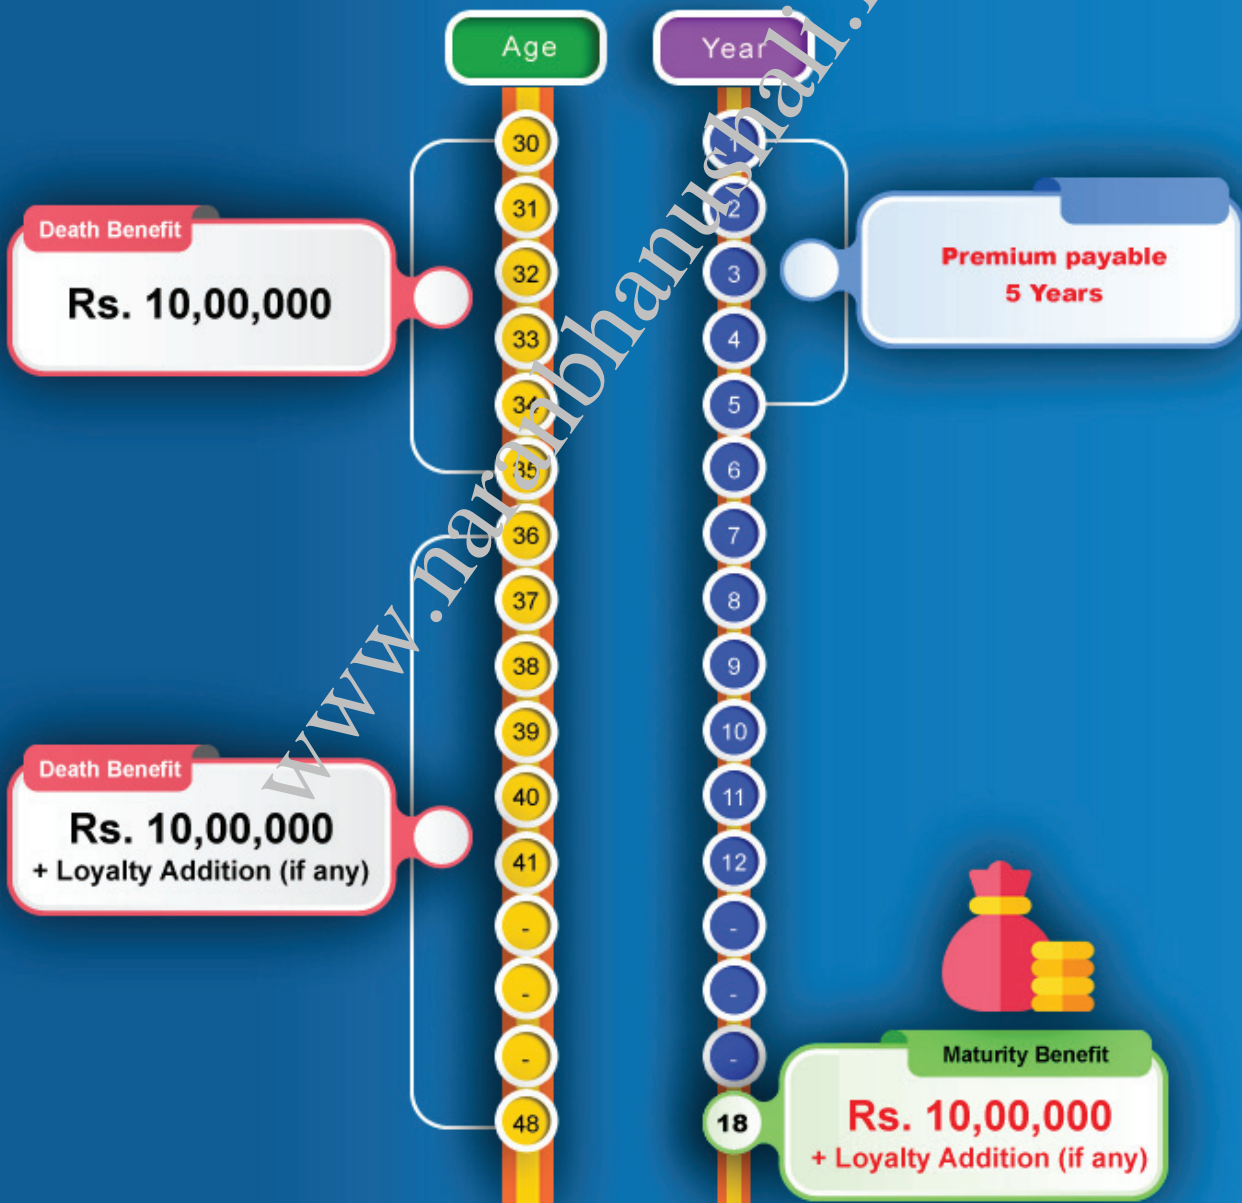 Age
Year
30
31
32
33
34
35
36
37
38
39
40
41
-
-
-
48
1
2
3
4
5
6
7
8
9
10
11
12
-
-
-
18
Death Benefit
Rs. 10,00,000
Premium payable
5 Years
Death Benefit
Rs. 10,00,000
+ Loyalty Addition (if any)
Maturity Benefit
Rs. 10,00,000
+ Loyalty Addition (if any)
www.naranbhanushali.